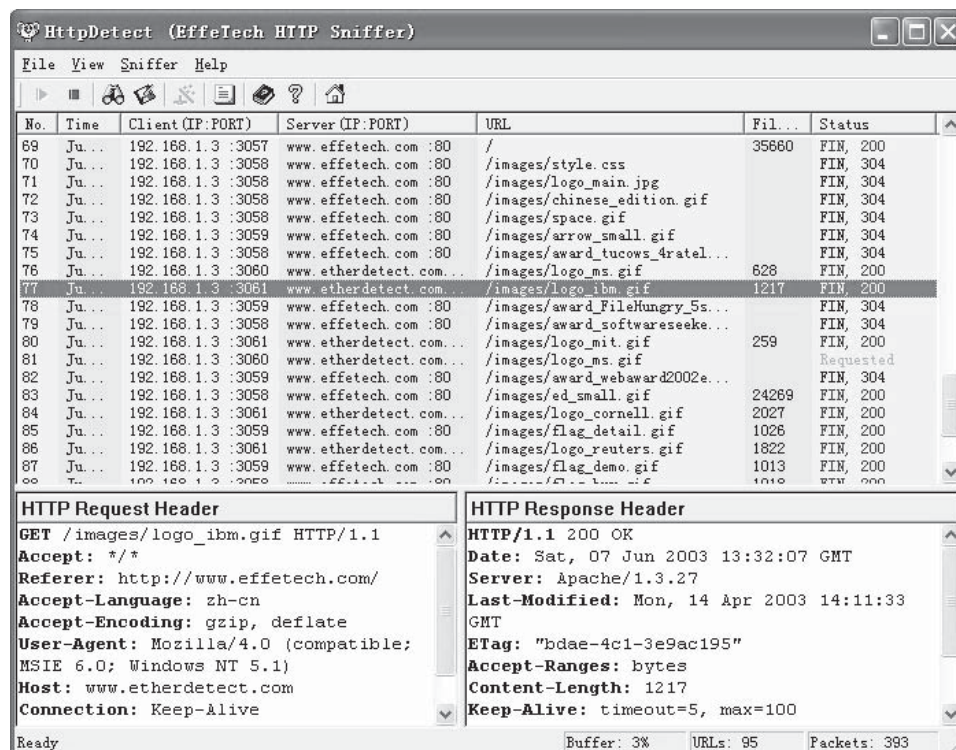 HttpDetect (EffeTech HTTP Sniffer)
File View Sniffer Help
No. Time Client(IP:PORT) Server(IP:PORT) URL Fil... Status
69 Ju... 192.168.1.3 :3057 www.effetech.com :80 / 35660 FIN, 200
70 Ju... 192.168.1.3 :3058 www.effetech.com :80 /images/style.css FIN, 304
71 Ju... 192.168.1.3 :3058 www.effetech.com :80 /images/logo_main.jpg FIN, 304
72 Ju... 192.168.1.3 :3058 www.effetech.com :80 /images/chinese_edition.gif FIN, 304
73 Ju... 192.168.1.3 :3058 www.effetech.com :80 /images/space.gif FIN, 304
74 Ju... 192.168.1.3 :3059 www.effetech.com :80 /images/arrow_small.gif FIN, 304
75 Ju... 192.168.1.3 :3058 www.effetech.com :80 /images/award_tucows_4ratel... FIN, 304
76 Ju... 192.168.1.3 :3060 www.etherdetect.com... /images/logo_ms.gif 628 FIN, 200
77 Ju... 192.168.1.3 :3061 www.etherdetect.com... /images/logo_ibm.gif 1217 FIN, 200
78 Ju... 192.168.1.3 :3059 www.effetech.com :80 /images/award_FileHungry_5s... FIN, 304
79 Ju... 192.168.1.3 :3058 www.effetech.com :80 /images/award_softwareseeke... FIN, 304
80 Ju... 192.168.1.3 :3061 www.etherdetect.com... /images/logo_mit.gif 259 FIN, 200
81 Ju... 192.168.1.3 :3060 www.etherdetect.com... /images/logo_ms.gif Requested
82 Ju... 192.168.1.3 :3059 www.effetech.com :80 /images/award_webaward2002e... FIN, 304
83 Ju... 192.168.1.3 :3058 www.effetech.com :80 /images/ed_small.gif 24269 FIN, 200
84 Ju... 192.168.1.3 :3061 www.etherdetect.com... /images/logo_cornell.gif 2027 FIN, 200
85 Ju... 192.168.1.3 :3059 www.effetech.com :80 /images/flag_detail.gif 1026 FIN, 200
86 Ju... 192.168.1.3 :3061 www.etherdetect.com... /images/logo_reuters.gif 1822 FIN, 200
87 Ju... 192.168.1.3 :3059 www.effetech.com :80 /images/flag_demo.gif 1013 FIN, 200
HTTP Request Header
GET /images/logo_ibm.gif HTTP/1.1
Accept: */*
Referer: http://www.effetech.com/
Accept-Language: zh-cn
Accept-Encoding: gzip, deflate
User-Agent: Mozilla/4.0 (compatible;
MSIE 6.0; Windows NT 5.1)
Host: www.etherdetect.com
Connection: Keep-Alive
HTTP Response Header
HTTP/1.1 200 OK
Date: Sat, 07 Jun 2003 13:32:07 GMT
Server: Apache/1.3.27
Last-Modified: Mon, 14 Apr 2003 14:11:33
GMT
ETag: "bdae-4c1-3e9ac195"
Accept-Ranges: bytes
Content-Length: 1217
Keep-Alive: timeout=5, max=100
Ready Buffer: 3% URLs: 95 Packets: 393